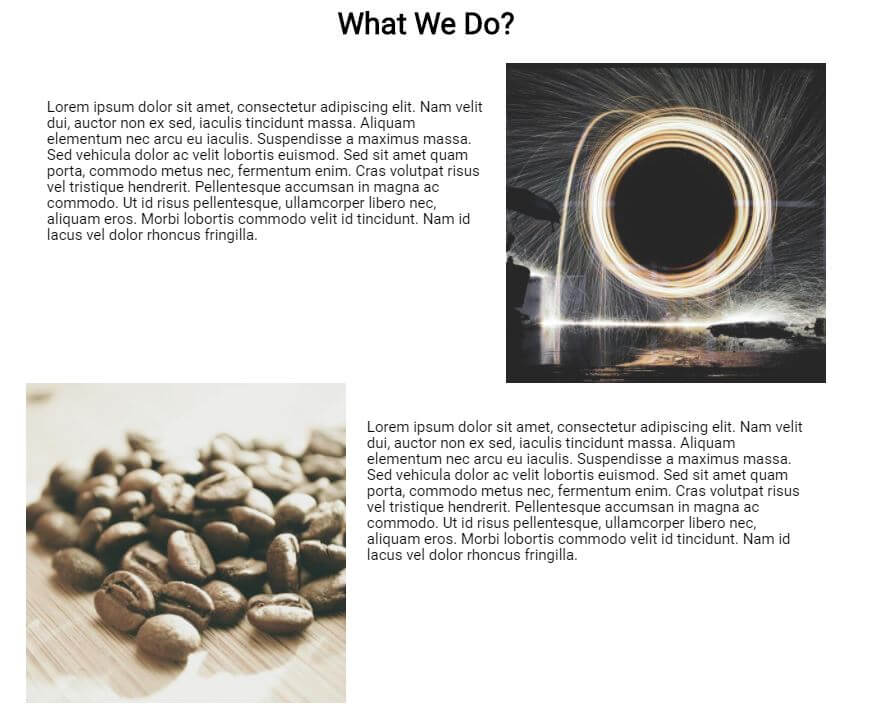 What We Do?
Lorem ipsum dolor sit amet, consectetur adipiscing elit. Nam velit
dui, auctor non ex sed, iaculis tincidunt massa. Aliquam
elementum nec arcu eu iaculis. Suspendisse a maximus massa.
Sed vehicula dolor ac velit lobortis euismod. Sed sit amet quam
porta, commodo metus nec, fermentum enim. Cras volutpat risus
vel tristique hendrerit. Pellentesque accumsan in magna ac
commodo. Ut id risus pellentesque, ullamcorper libero nec,
aliquam eros. Morbi lobortis commodo velit id tincidunt. Nam id
lacus vel dolor rhoncus fringilla.
Lorem ipsum dolor sit amet, consectetur adipiscing elit. Nam velit
dui, auctor non ex sed, iaculis tincidunt massa. Aliquam
elementum nec arcu eu iaculis. Suspendisse a maximus massa.
Sed vehicula dolor ac velit lobortis euismod. Sed sit amet quam
porta, commodo metus nec, fermentum enim. Cras volutpat risus
vel tristique hendrerit. Pellentesque accumsan in magna ac
commodo. Ut id risus pellentesque, ullamcorper libero nec,
aliquam eros. Morbi lobortis commodo velit id tincidunt. Nam id
lacus vel dolor rhoncus fringilla.